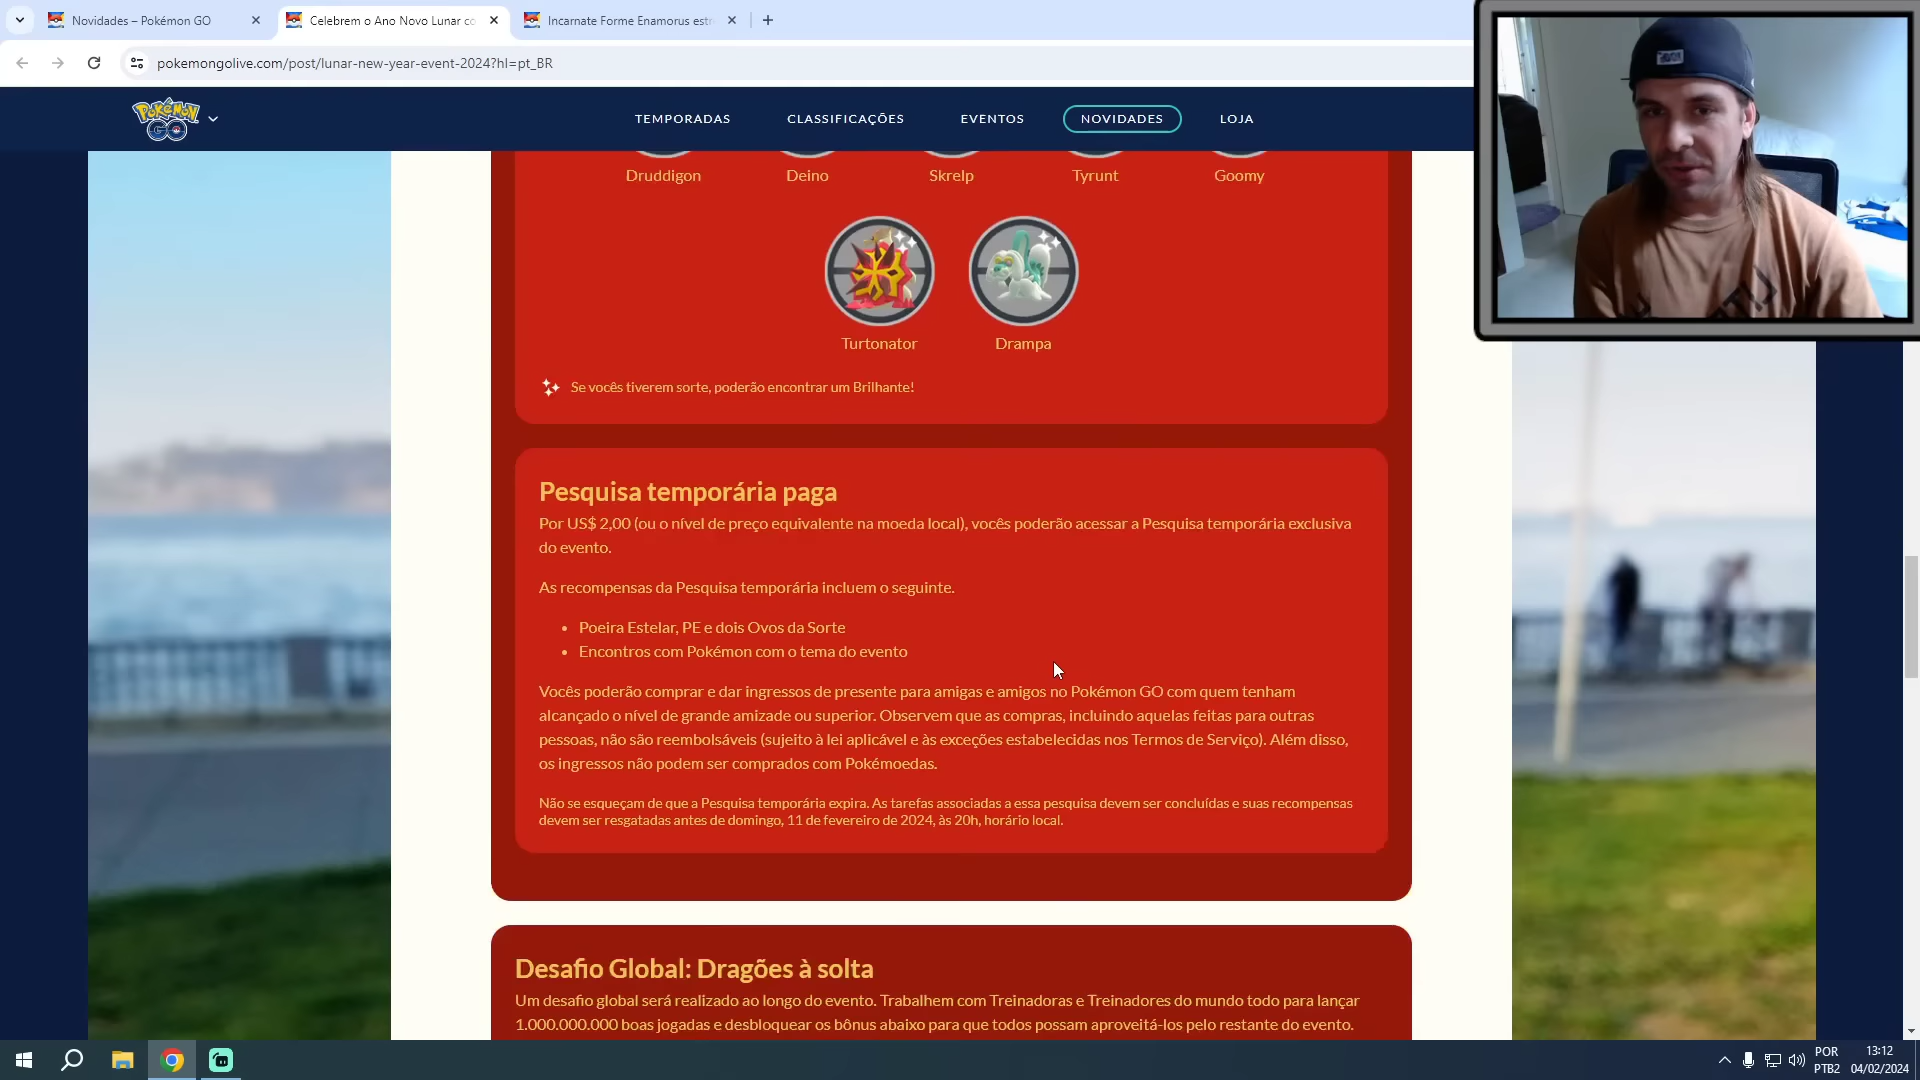 Novidades – Pokémon GO
Celebrem o Ano Novo Lunar co
Incarnate Forme Enamorus estr
pokemongolive.com/post/lunar-new-year-event-2024?hl=pt_BR
POKÉMON GO
TEMPORADAS
CLASSIFICAÇÕES
EVENTOS
NOVIDADES
LOJA
Druddigon
Deino
Skrelp
Tyrunt
Goomy
Turtonator
Drampa
Se vocês tiverem sorte, poderão encontrar um Brilhante!
Pesquisa temporária paga
Por US$ 2,00 (ou o nível de preço equivalente na moeda local), vocês poderão acessar a Pesquisa temporária exclusiva
do evento.
As recompensas da Pesquisa temporária incluem o seguinte.
• Poeira Estelar, PE e dois Ovos da Sorte
• Encontros com Pokémon com o tema do evento
Vocês poderão comprar e dar ingressos de presente para amigas e amigos no Pokémon GO com quem tenham
alcançado o nível de grande amizade ou superior. Observem que as compras, incluindo aquelas feitas para outras
pessoas, não são reembolsáveis (sujeito à lei aplicável e às exceções estabelecidas nos Termos de Serviço). Além disso,
os ingressos não podem ser comprados com Pokémoedas.
Não se esqueçam de que a Pesquisa temporária expira. As tarefas associadas a essa pesquisa devem ser concluídas e suas recompensas
devem ser resgatadas antes de domingo, 11 de fevereiro de 2024, às 20h, horário local.
Desafio Global: Dragões à solta
Um desafio global será realizado ao longo do evento. Trabalhem com Treinadoras e Treinadores do mundo todo para lançar
1.000.000.000 boas jogadas e desbloquear os bônus abaixo para que todos possam aproveitá-los pelo restante do evento.
POR
PTB2
13:12
04/02/2024